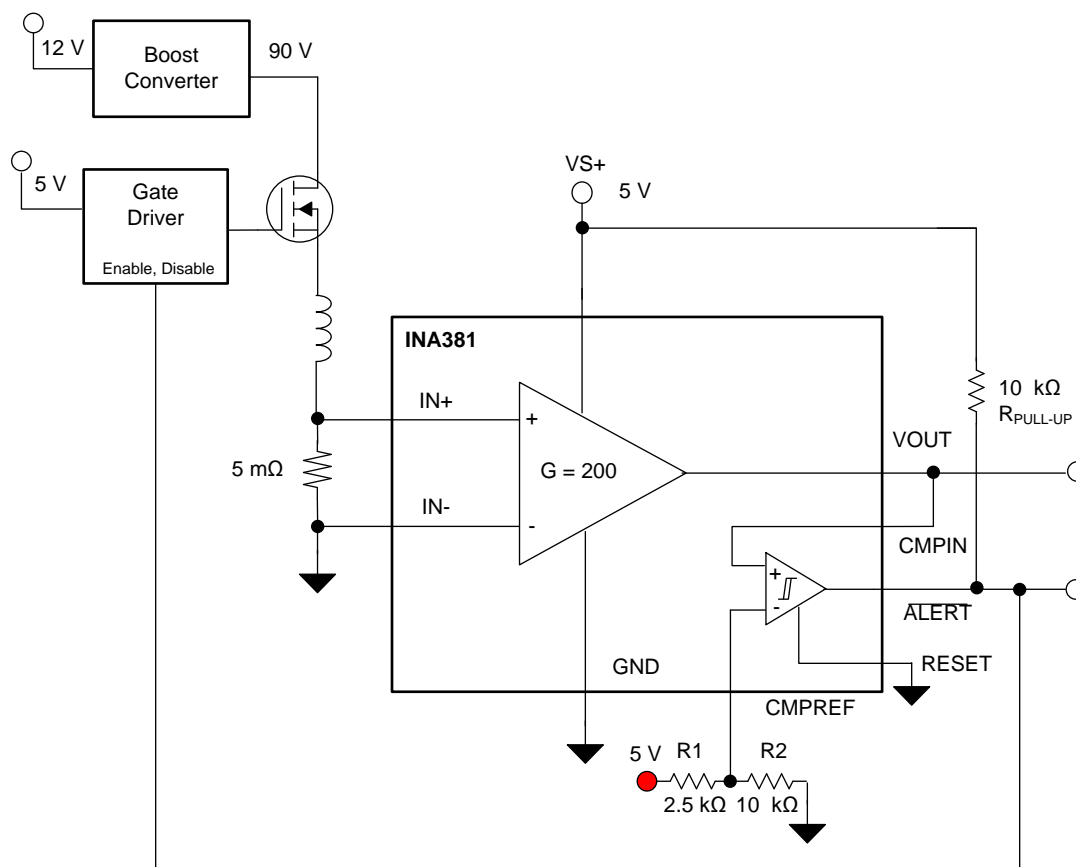 12 V
Boost
Converter
90 V
5 V
Gate
Driver
Enable, Disable
VS+
5 V
INA381
IN+
+
10 kΩ
RPULL-UP
VOUT
5 mΩ
G = 200
IN-
-
CMPIN
+
-
ALERT
RESET
GND
CMPREF
5 V
R1
R2
2.5 kΩ
10 kΩ